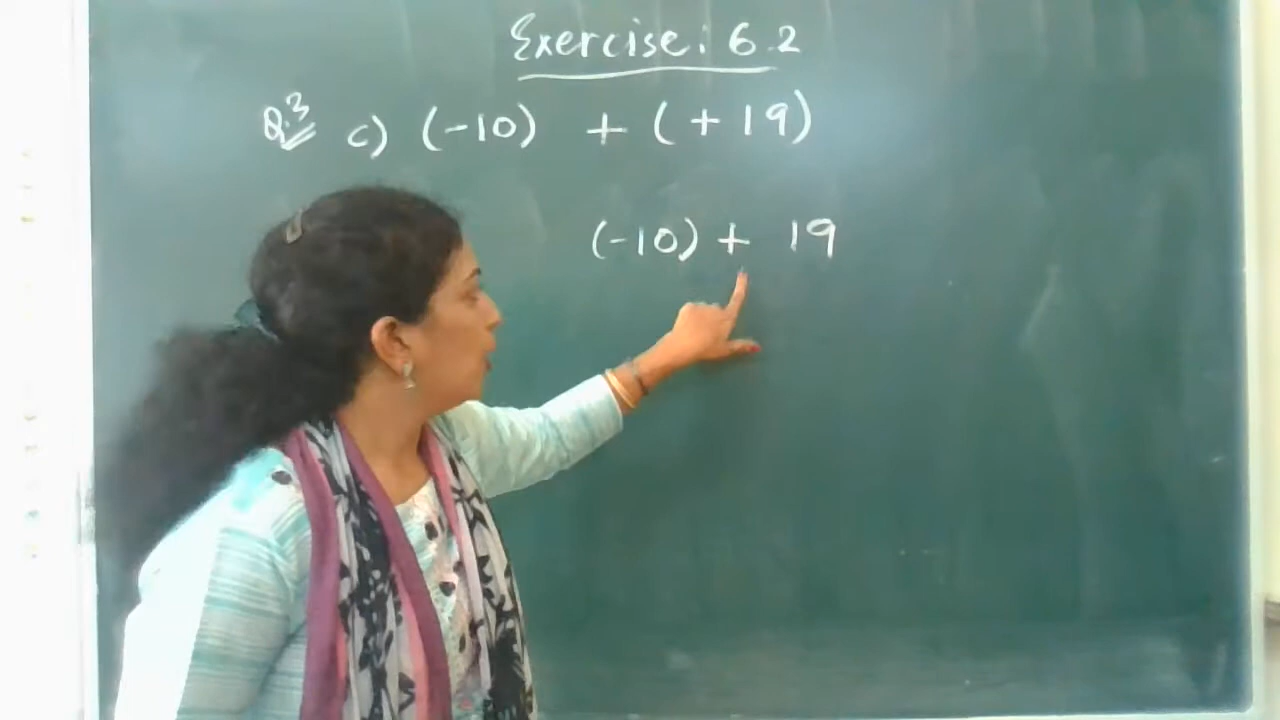 Exercise: 6.2
Q.3 c) (-10) + (+19)
(-10) + 19